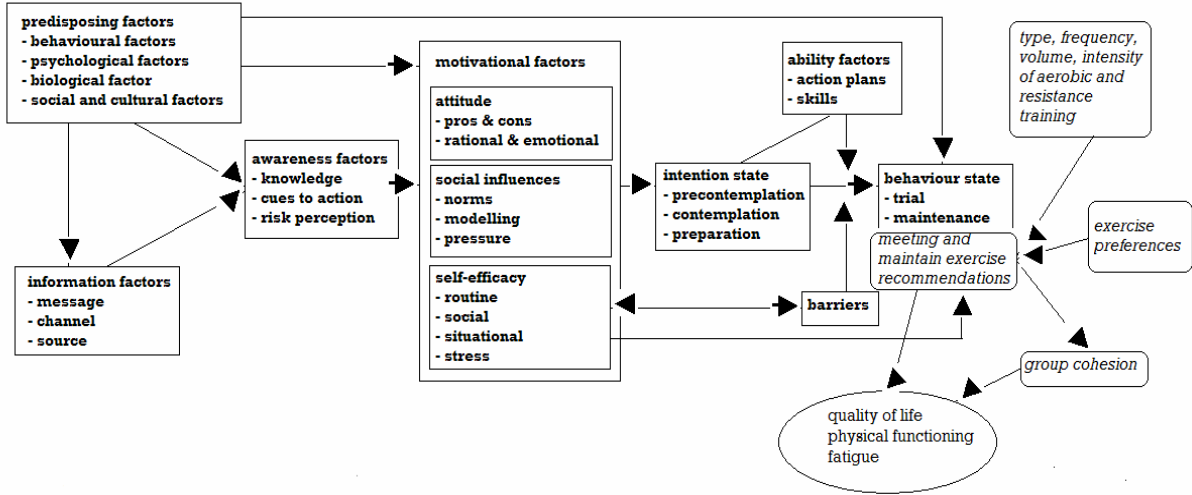 predisposing factors
- behavioural factors
- psychological factors
- biological factor
- social and cultural factors
information factors
- message
- channel
- source
awareness factors
- knowledge
- cues to action
- risk perception
motivational factors
attitude
- pros & cons
- rational & emotional
social influences
- norms
- modelling
- pressure
self-efficacy
- routine
- social
- situational
- stress
intention state
- precontemplation
- contemplation
- preparation
ability factors
- action plans
- skills
barriers
behaviour state
- trial
- maintenance
meeting and
maintain exercise
recommendations
type, frequency,
volume, intensity
of aerobic and
resistance
training
exercise
preferences
group cohesion
quality of life
physical functioning
fatigue